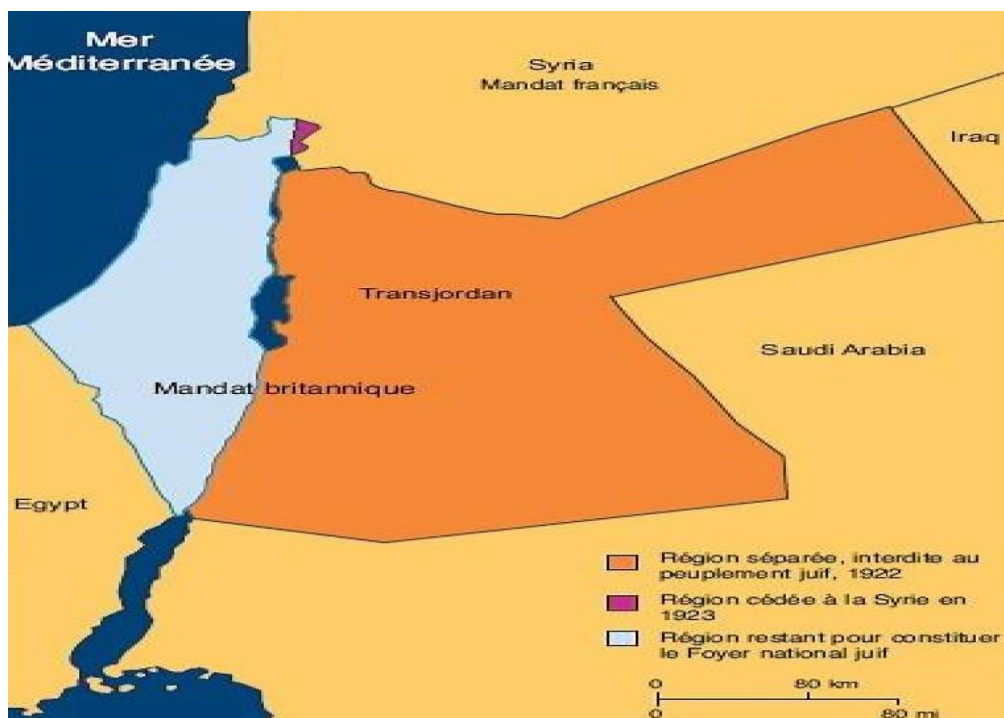 Mer
Méditerranée
Syria
Mandat français
Iraq
Transjordan
Saudi Arabia
Mandat britannique
Egypt
Région séparée, interdite au
peuplement juif, 1922
Région cédée à la Syrie en
1923
Région restant pour constituer
le Foyer national juif
0 80 km
0 80 mi